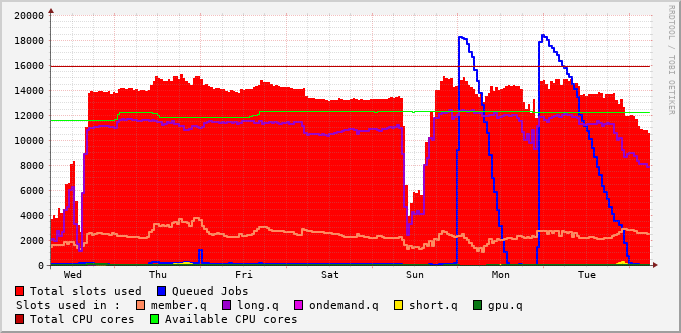 20000
18000
16000
14000
12000
10000
8000
6000
4000
2000
0
Wed Thu Fri Sat Sun Mon Tue
RRDTOOL / TOBI OETIKER
Total slots used Queued Jobs
Slots used in : member.q long.q ondemand.q short.q gpu.q
Total CPU cores Available CPU cores